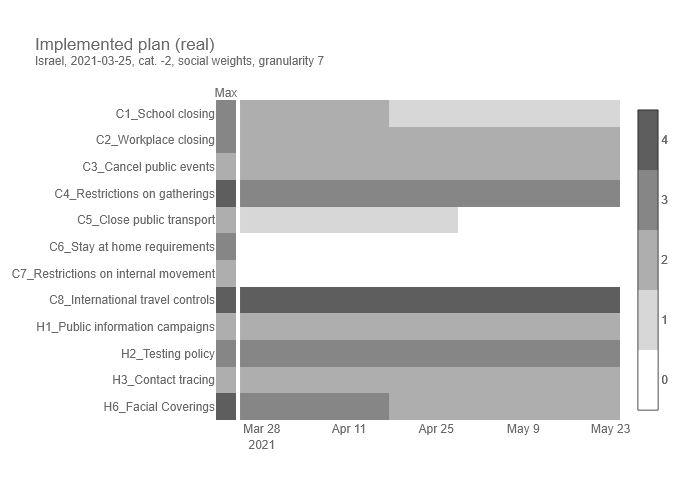 Implemented plan (real)
Israel, 2021-03-25, cat. -2, social weights, granularity 7
Max
C1_School closing
C2_Workplace closing
C3_Cancel public events
C4_Restrictions on gatherings
C5_Close public transport
C6_Stay at home requirements
C7_Restrictions on internal movement
C8_International travel controls
H1_Public information campaigns
H2_Testing policy
H3_Contact tracing
H6_Facial Coverings
Mar 28 Apr 11 Apr 25 May 9 May 23
2021
4
3
2
1
0